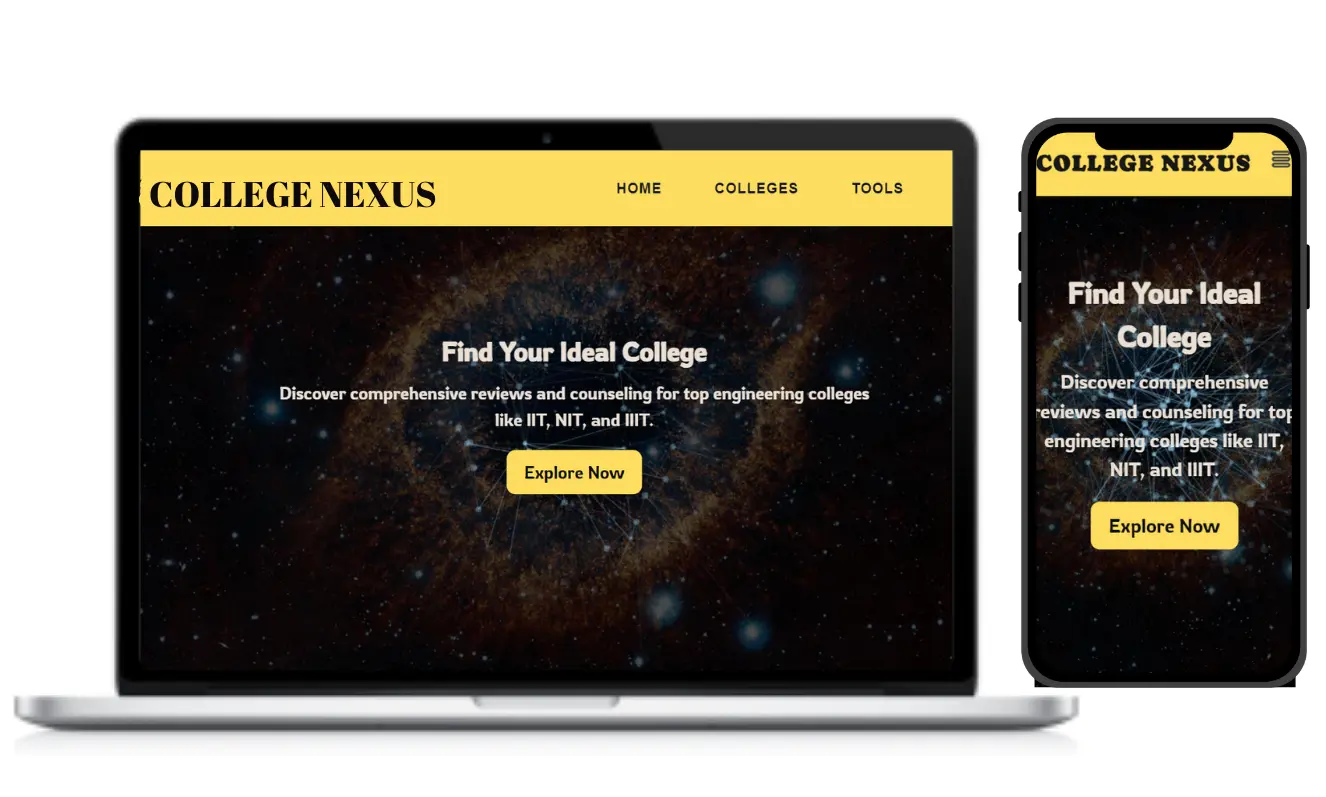 COLLEGE NEXUS
HOME COLLEGES TOOLS
Find Your Ideal College
Discover comprehensive reviews and counseling for top engineering colleges
like IIT, NIT, and IIIT.
Explore Now
COLLEGE NEXUS
Find Your Ideal
College
Discover comprehensive
reviews and counseling for top
engineering colleges like IIT,
NIT, and IIIT.
Explore Now